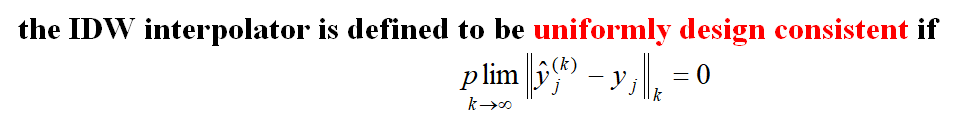 the IDW interpolator is defined to be uniformly design consistent if
p lim ‖ŷ_j^(k) − y_j‖_k = 0
k→∞